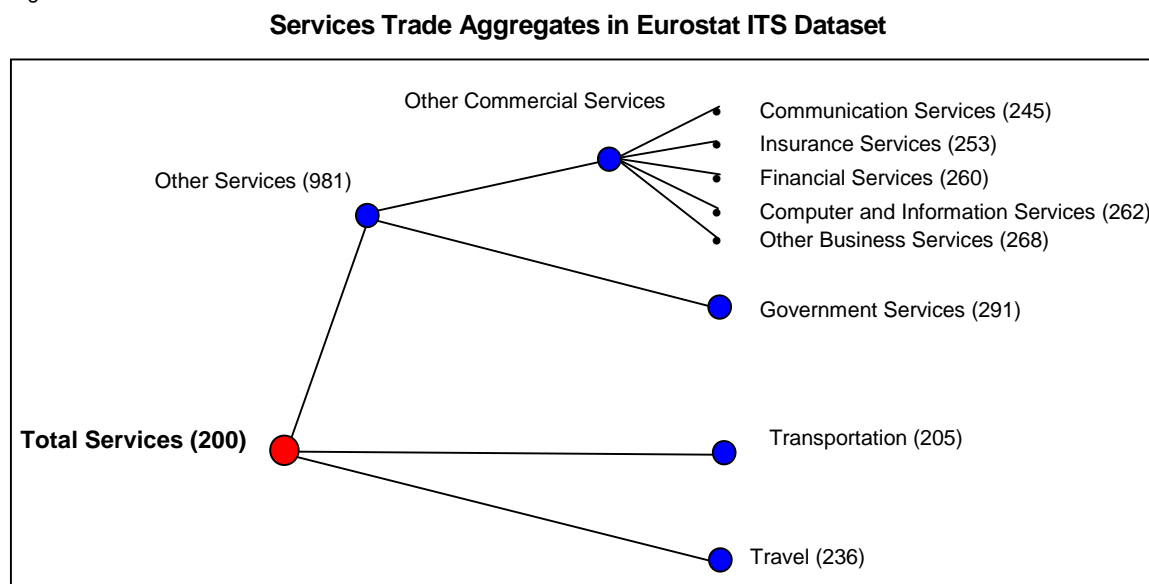 Services Trade Aggregates in Eurostat ITS Dataset
Other Commercial Services
Communication Services (245)
Insurance Services (253)
Financial Services (260)
Computer and Information Services (262)
Other Business Services (268)
Other Services (981)
Government Services (291)
Total Services (200)
Transportation (205)
Travel (236)